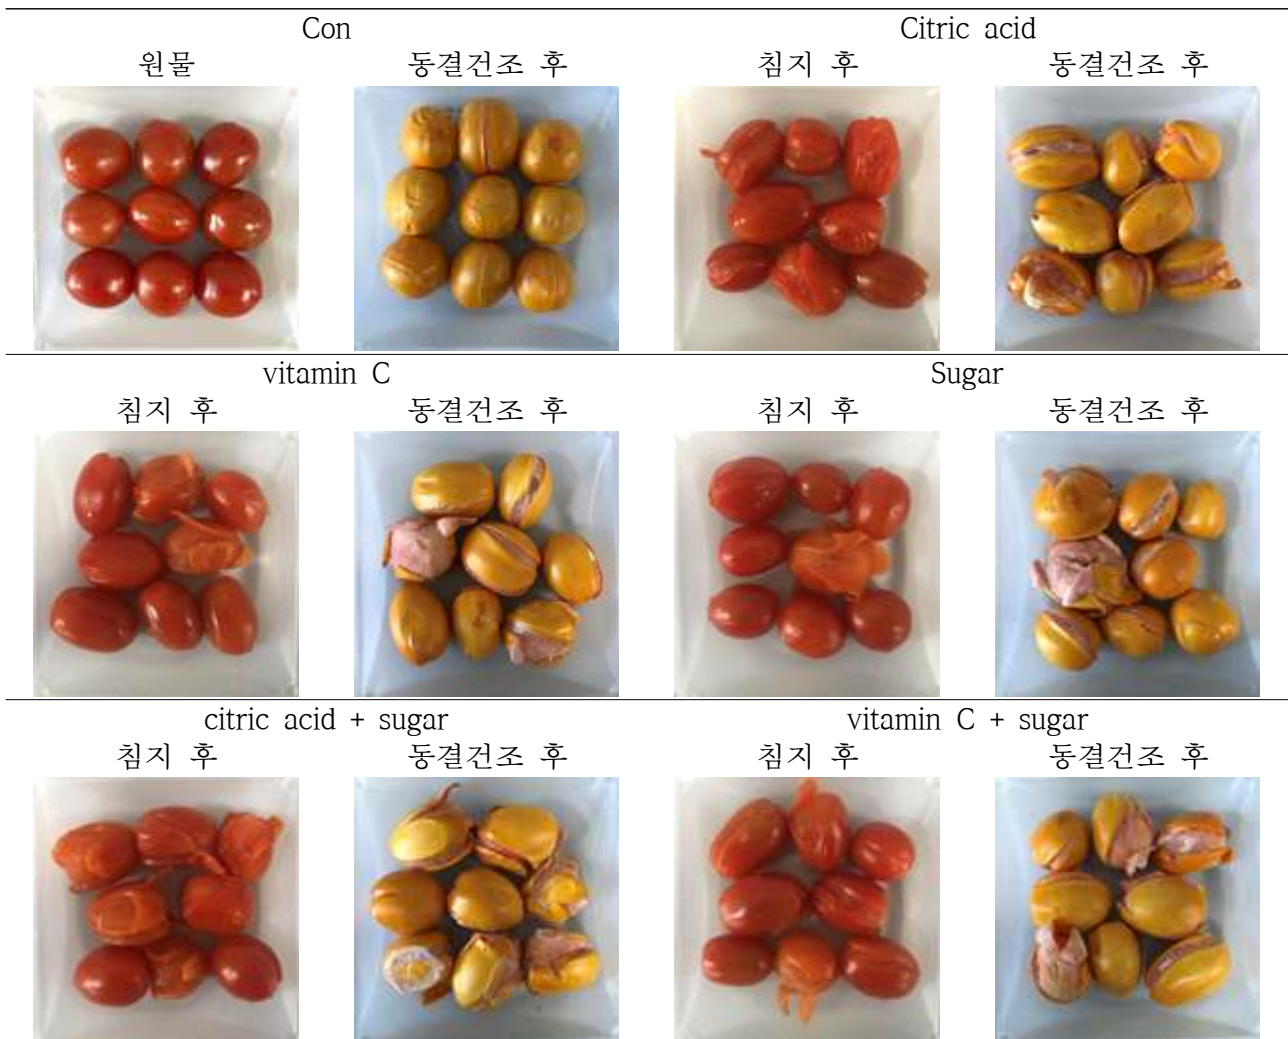 Con Citric acid
원물 동결건조 후 침지 후 동결건조 후
vitamin C Sugar
침지 후 동결건조 후 침지 후 동결건조 후
citric acid + sugar vitamin C + sugar
침지 후 동결건조 후 침지 후 동결건조 후